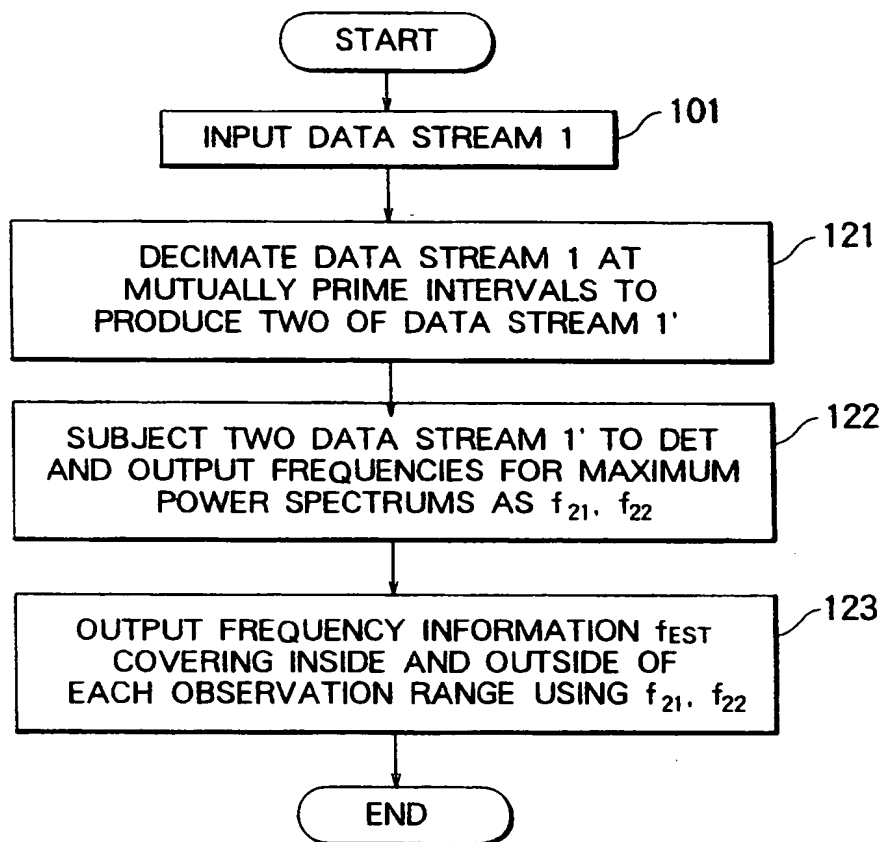 START
INPUT DATA STREAM 1
101
DECIMATE DATA STREAM 1 AT
MUTUALLY PRIME INTERVALS TO
PRODUCE TWO OF DATA STREAM 1'
121
SUBJECT TWO DATA STREAM 1' TO DET
AND OUTPUT FREQUENCIES FOR MAXIMUM
POWER SPECTRUMS AS f21, f22
122
OUTPUT FREQUENCY INFORMATION fEST
COVERING INSIDE AND OUTSIDE OF
EACH OBSERVATION RANGE USING f21, f22
123
END